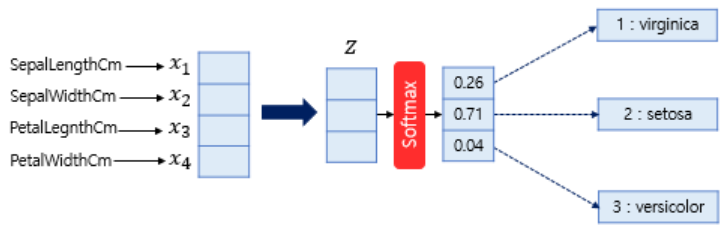 SepalLengthCm x1
SepalWidthCm x2
PetalLegnthCm x3
PetalWidthCm x4
z
Softmax
0.26
0.71
0.04
1 : virginica
2 : setosa
3 : versicolor